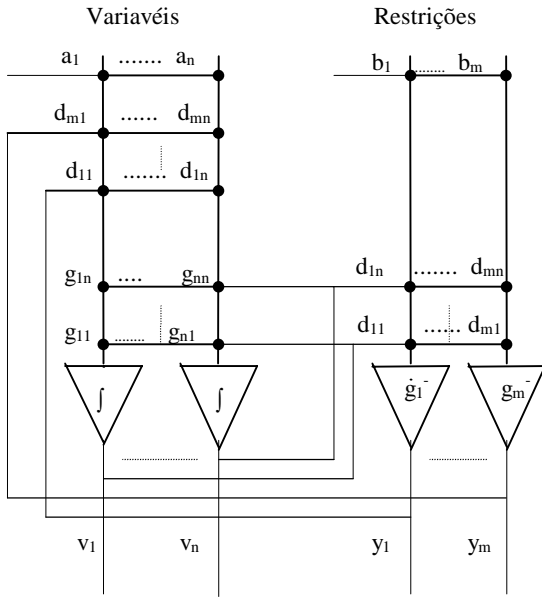 Variavéis Restrições
a1 ....... an b1 ........ bm
dm1 ...... dmn
d11 ....... d1n
g1n .... gnn d1n ....... dmn
g11 ........ gn1 d11 ...... dm1
∫ ∫ ġ1- gm-
v1 vn y1 ym